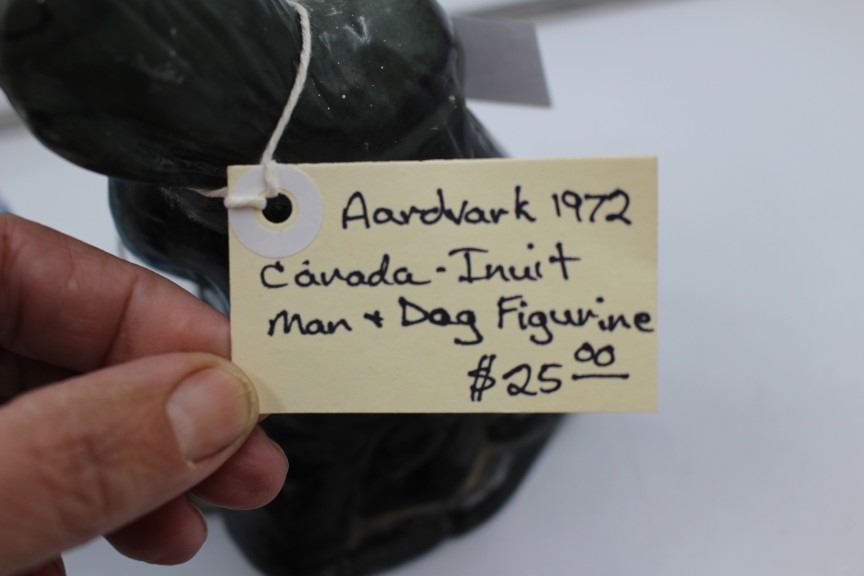 Aardvark 1972
Canada - Inuit
Man + Dog Figurine
$25.00